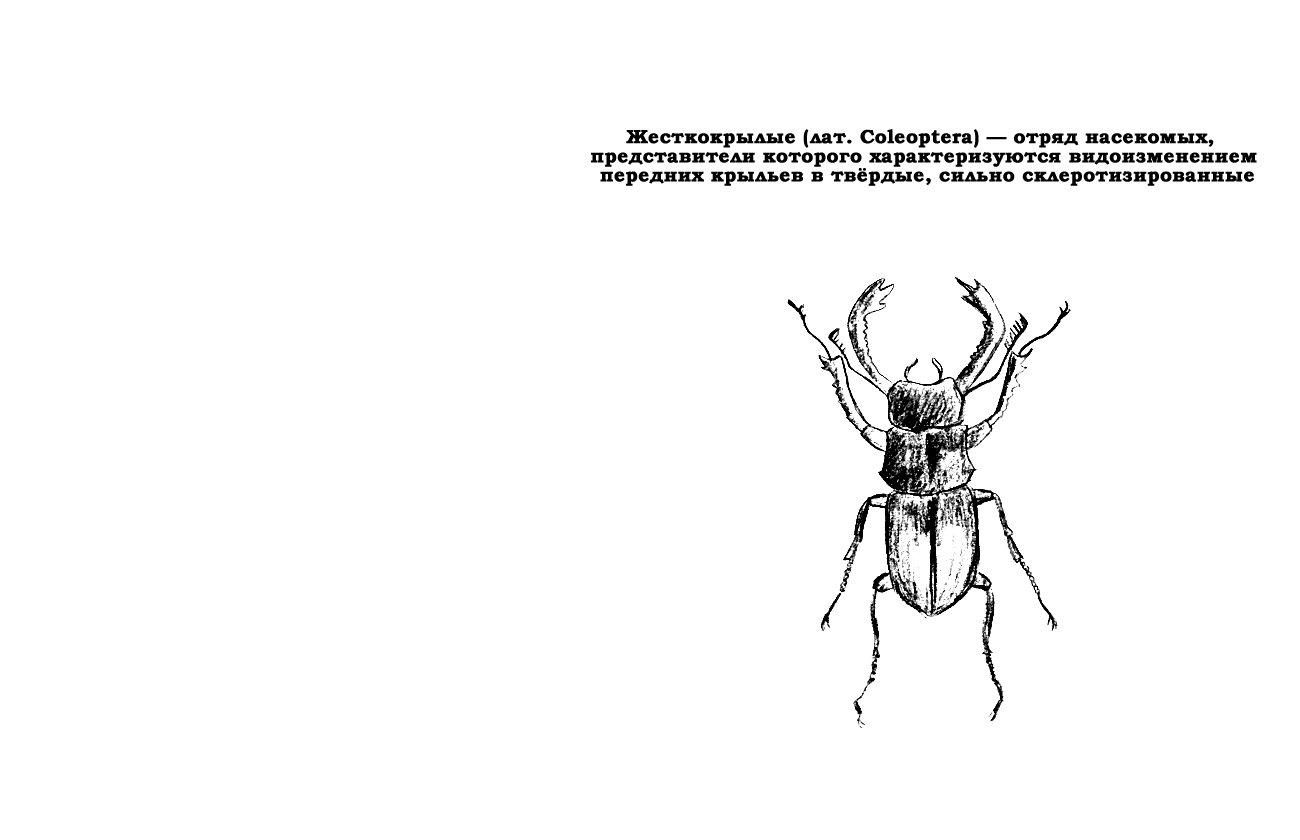 Жесткокрылые (лат. Coleoptera) — отряд насекомых,
представители которого характеризуются видоизменением
передних крыльев в твёрдые, сильно склеротизированные